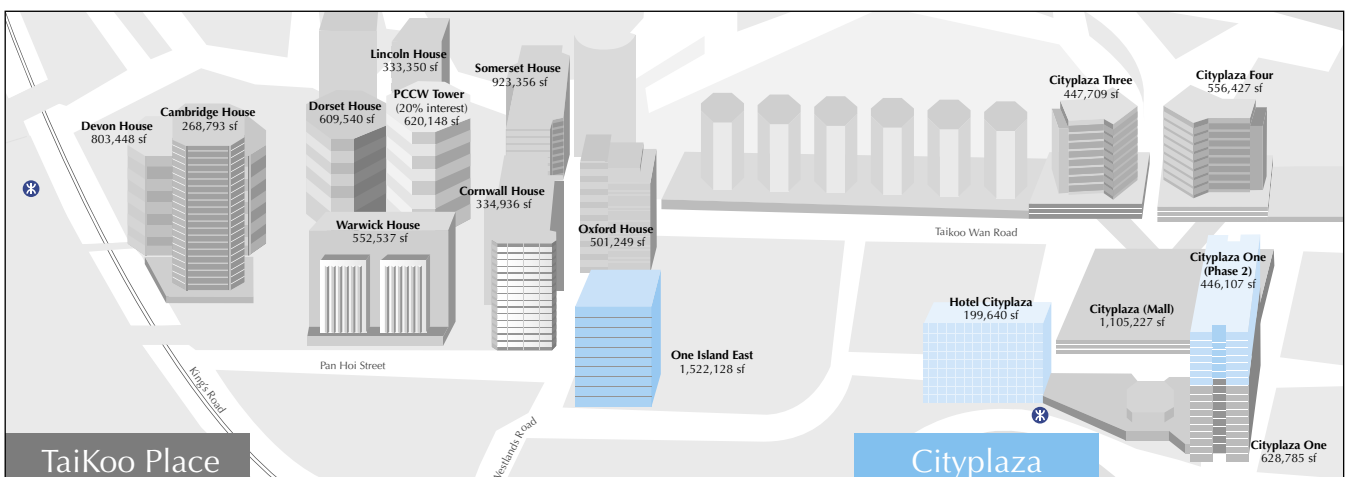 Lincoln House
333,350 sf
Somerset House
923,356 sf
Cityplaza Three
447,709 sf
Cityplaza Four
556,427 sf
PCCW Tower
(20% interest)
620,148 sf
Dorset House
609,540 sf
Cambridge House
268,793 sf
Devon House
803,448 sf
Cornwall House
334,936 sf
Warwick House
552,537 sf
Oxford House
501,249 sf
Taikoo Wan Road
Cityplaza One
(Phase 2)
446,107 sf
Hotel Cityplaza
199,640 sf
Cityplaza (Mall)
1,105,227 sf
One Island East
1,522,128 sf
Pan Hoi Street
King's Road
Westlands Road
Cityplaza One
628,785 sf
TaiKoo Place
Cityplaza